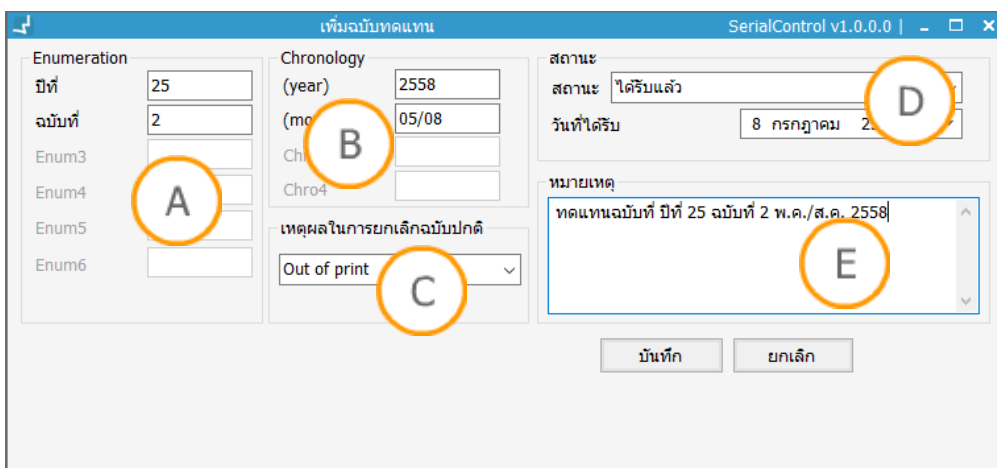 เพิ่มฉบับทดแทน SerialControl v1.0.0.0 |
Enumeration
ปีที่ 25
ฉบับที่ 2
Enum3
Enum4
Enum5
Enum6
A
Chronology
(year) 2558
05/08
Chro4
B
เหตุผลในการยกเลิกฉบับปกติ
Out of print
C
สถานะ
สถานะ ได้รับแล้ว
วันที่ได้รับ 8 กรกฎาคม
D
หมายเหตุ
ทดแทนฉบับที่ ปีที่ 25 ฉบับที่ 2 พ.ค./ส.ค. 2558
E
บันทึก ยกเลิก